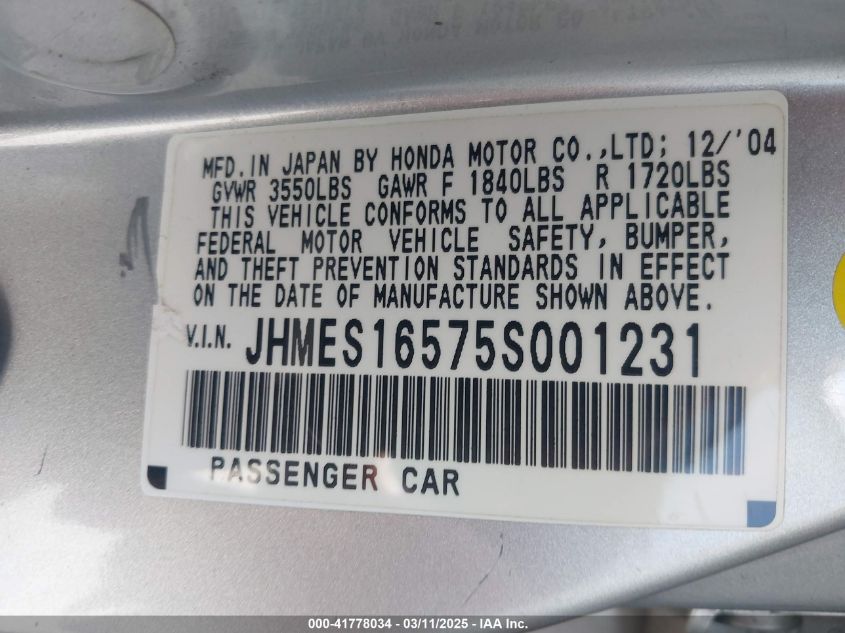 MFD.IN JAPAN BY HONDA MOTOR CO.,LTD; 12/'04
GVWR 3550LBS GAWR F 1840LBS R 1720LBS
THIS VEHICLE CONFORMS TO ALL APPLICABLE
FEDERAL MOTOR VEHICLE SAFETY, BUMPER,
AND THEFT PREVENTION STANDARDS IN EFFECT
ON THE DATE OF MANUFACTURE SHOWN ABOVE.
V.I.N. JHMES16575S001231
PASSENGER CAR
000-41778034 - 03/11/2025 - IAA Inc.